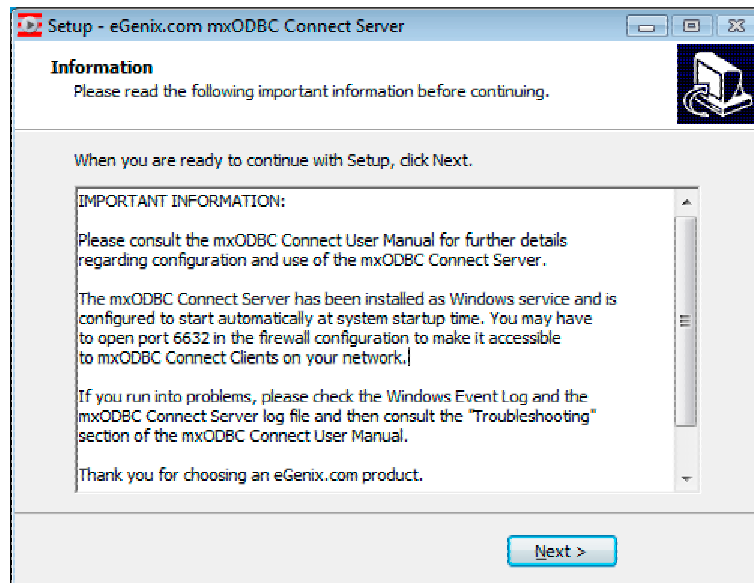 Setup - eGenix.com mxODBC Connect Server
Information
Please read the following important information before continuing.
When you are ready to continue with Setup, click Next.
IMPORTANT INFORMATION:
Please consult the mxODBC Connect User Manual for further details
regarding configuration and use of the mxODBC Connect Server.
The mxODBC Connect Server has been installed as Windows service and is
configured to start automatically at system startup time. You may have
to open port 6632 in the firewall configuration to make it accessible
to mxODBC Connect Clients on your network.
If you run into problems, please check the Windows Event Log and the
mxODBC Connect Server log file and then consult the "Troubleshooting"
section of the mxODBC Connect User Manual.
Thank you for choosing an eGenix.com product.
Next >